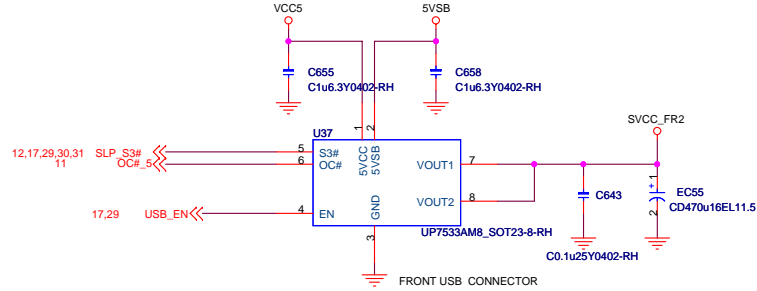 VCC5 5VSB
C655 C658
C1u6.3Y0402-RH C1u6.3Y0402-RH
SVCC_FR2
U37
1 2
12,17,29,30,31 SLP_S3# 5 S3# 5VCC 5VSB VOUT1 7
11 OC#_5 6 OC#
1
+
C643 EC55
17,29 USB_EN 4 EN GND VOUT2 8
CD470u16EL11.5
2
3 UP7533AM8_SOT23-8-RH
C0.1u25Y0402-RH
FRONT USB CONNECTOR